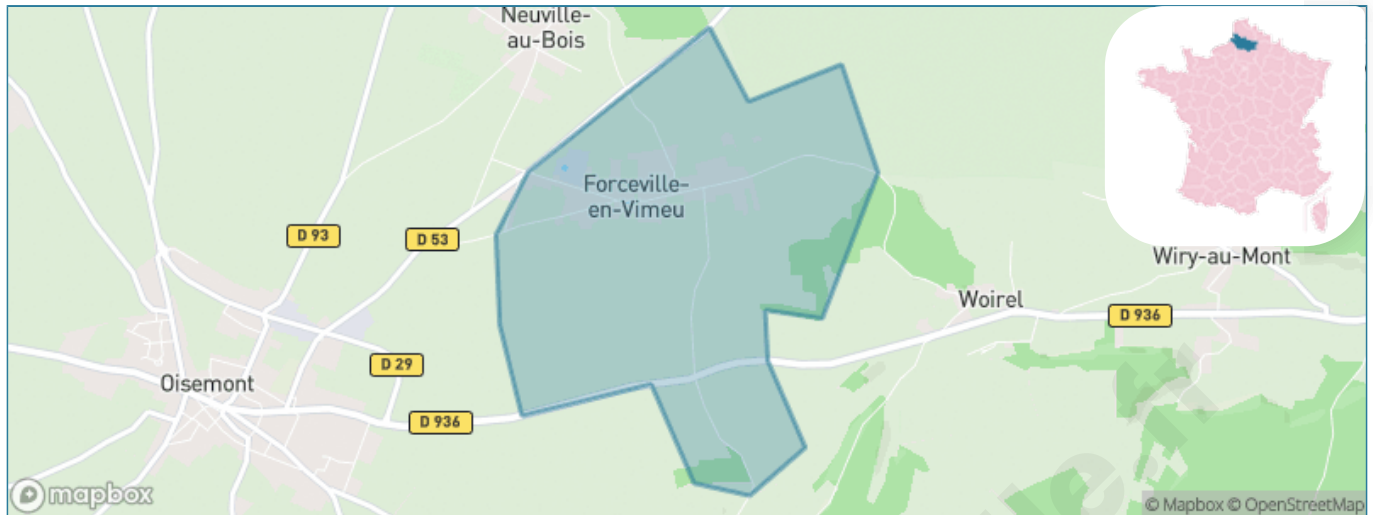 Neuville-
au-Bois
Forceville-
en-Vimeu
D 93
D 53
Wiry-au-Mont
Woirel
D 936
D 29
Oisemont
D 936
mapbox
© Mapbox © OpenStreetMap